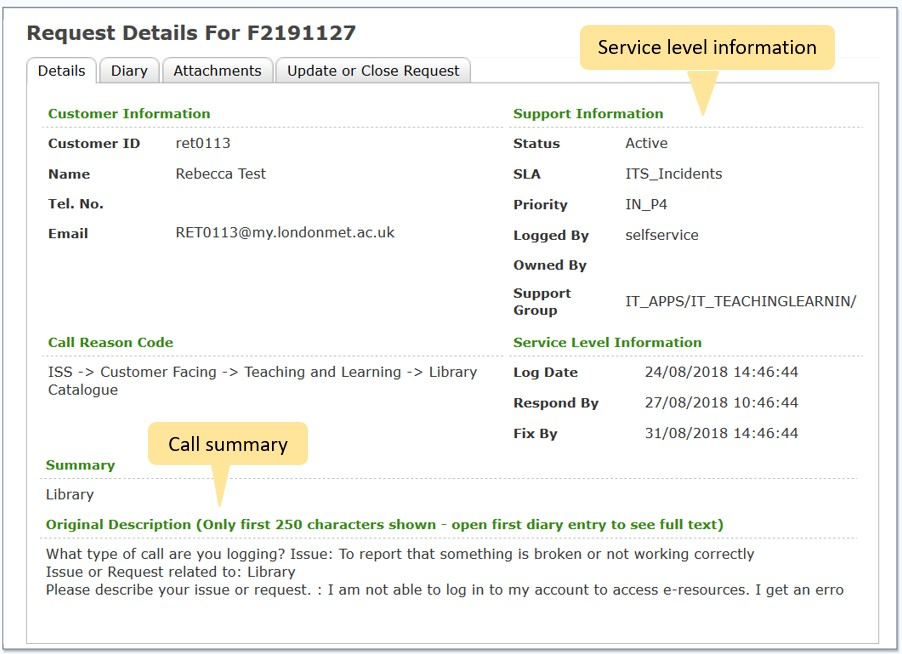 Request Details For F2191127
Service level information
Details
Diary
Attachments
Update or Close Request
Customer Information
Customer ID ret0113
Name Rebecca Test
Tel. No.
Email RET0113@my.londonmet.ac.uk
Support Information
Status Active
SLA ITS_Incidents
Priority IN_P4
Logged By selfservice
Owned By
Support
Group IT_APPS/IT_TEACHINGLEARNIN/
Call Reason Code
ISS -> Customer Facing -> Teaching and Learning -> Library
Catalogue
Service Level Information
Log Date 24/08/2018 14:46:44
Respond By 27/08/2018 10:46:44
Fix By 31/08/2018 14:46:44
Call summary
Summary
Library
Original Description (Only first 250 characters shown - open first diary entry to see full text)
What type of call are you logging? Issue: To report that something is broken or not working correctly
Issue or Request related to: Library
Please describe your issue or request. : I am not able to log in to my account to access e-resources. I get an erro